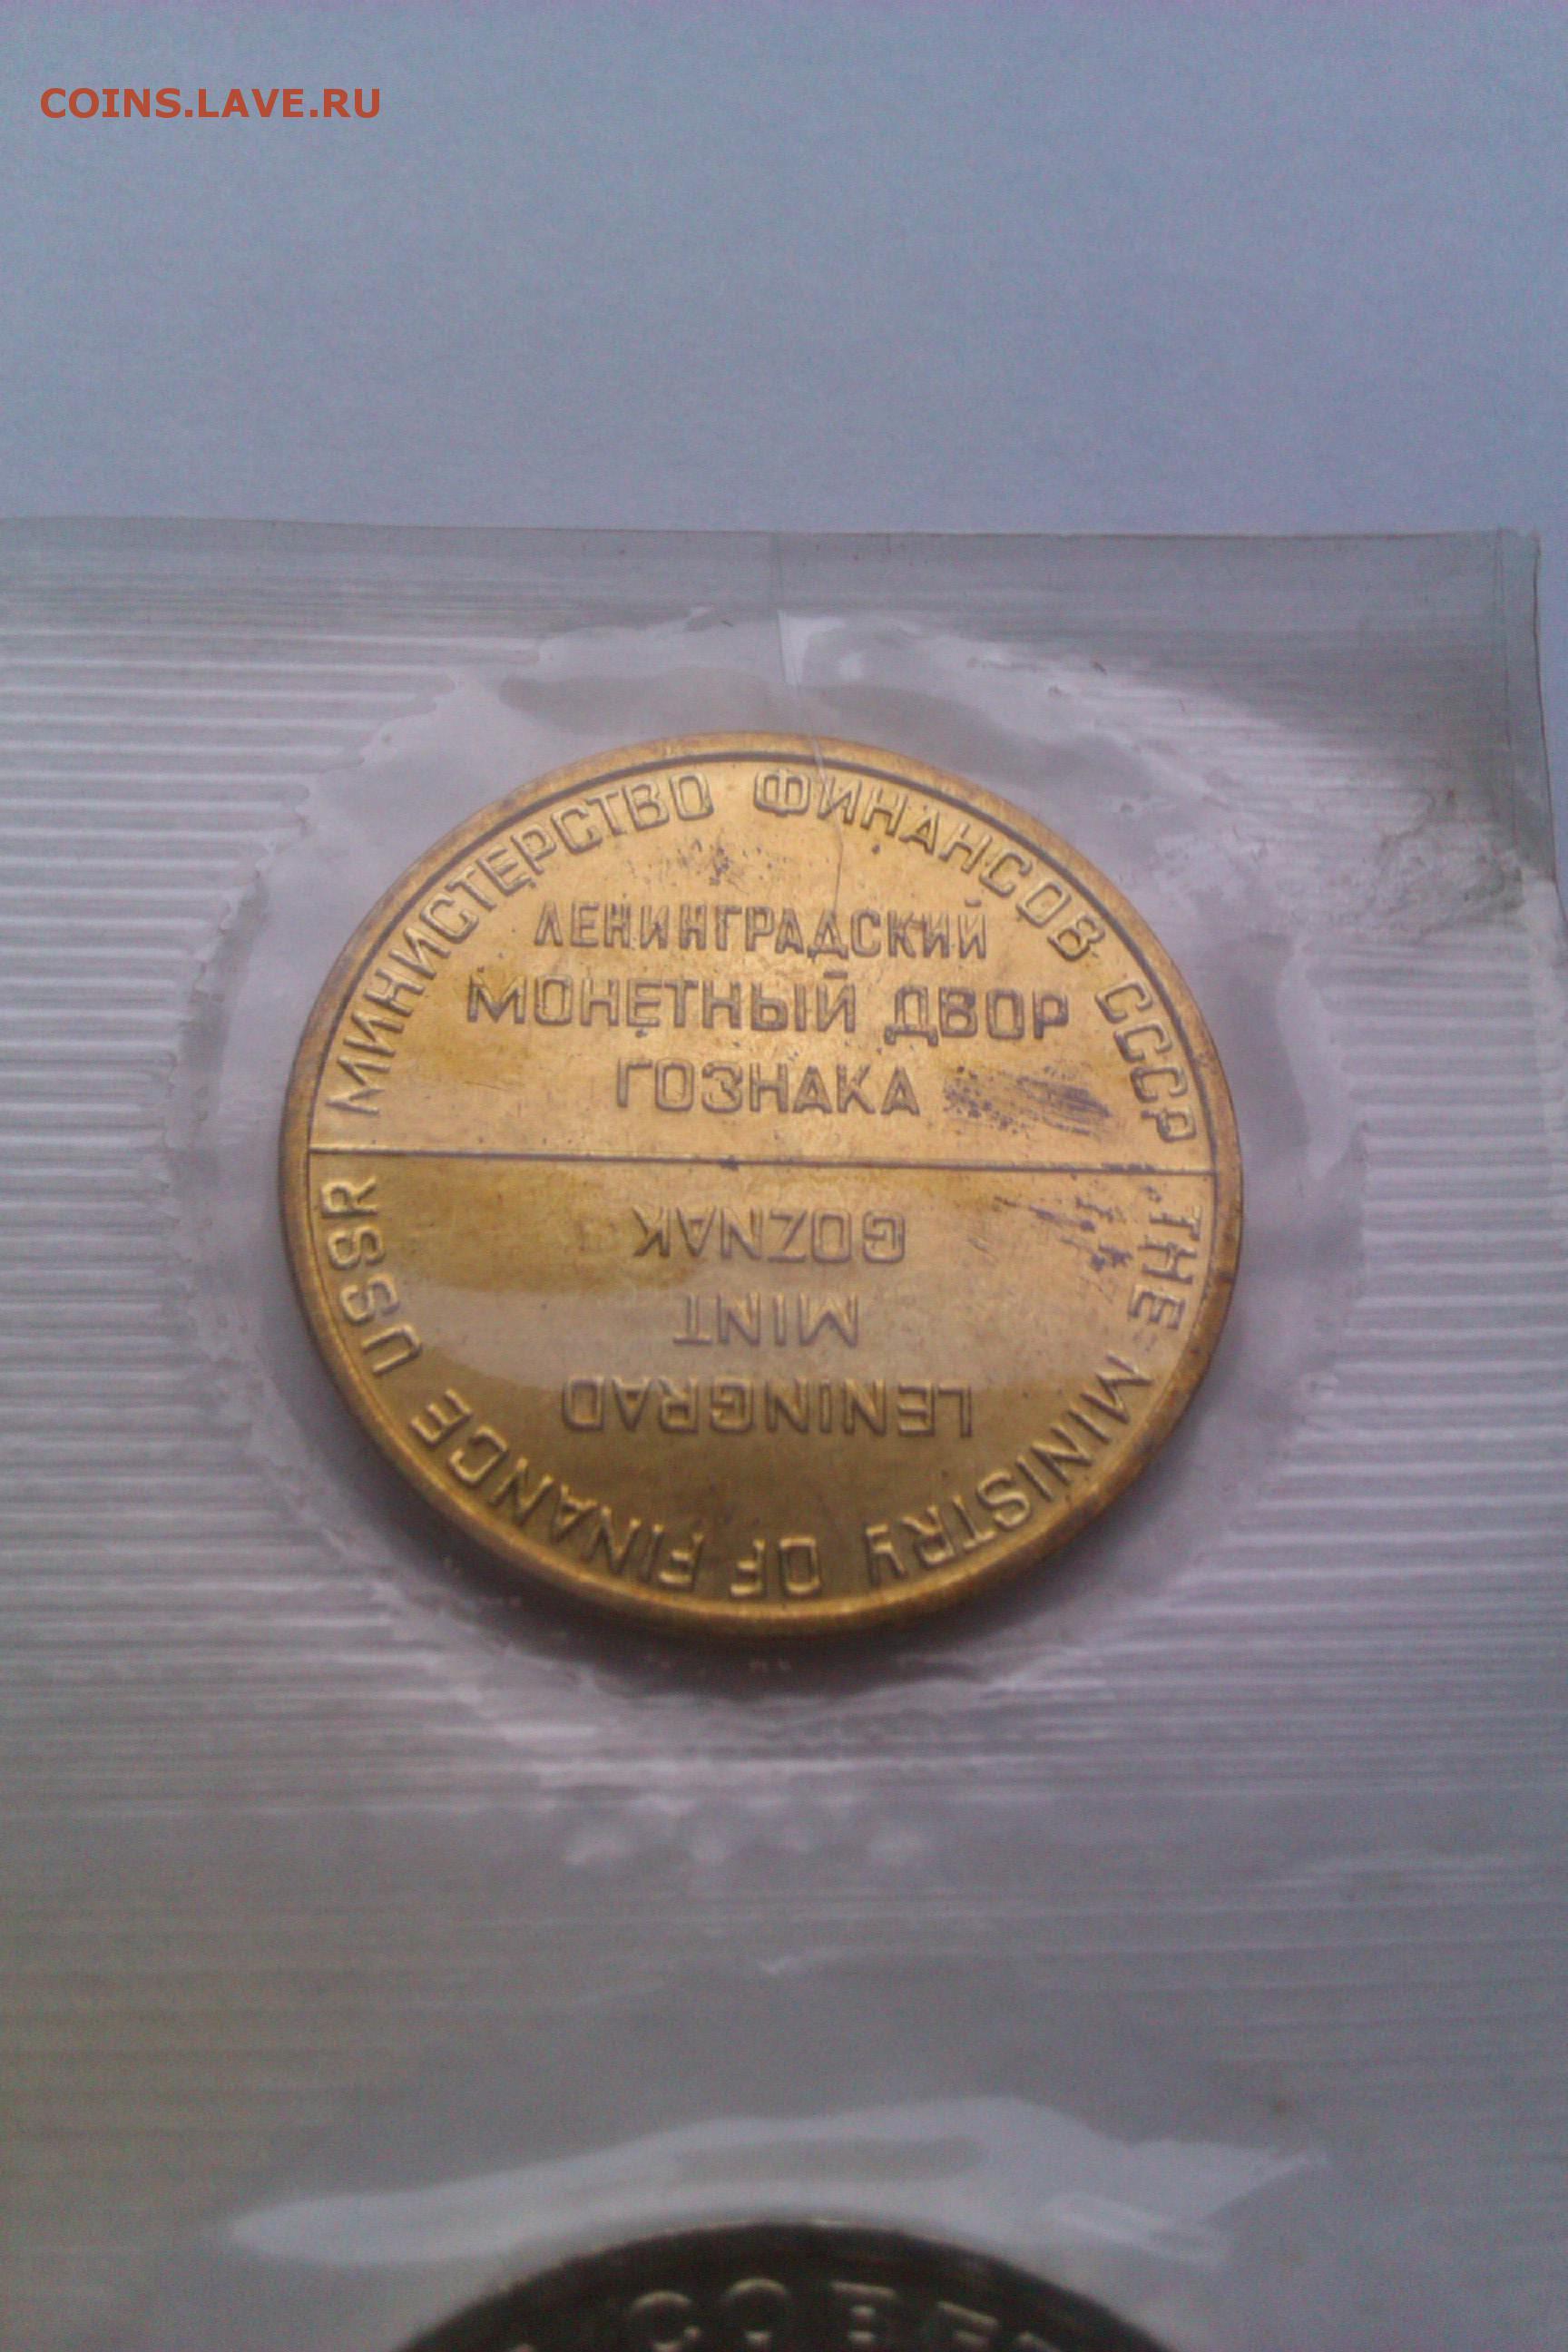 COINS.LAVE.RU
МИНИСТЕРСТВО ФИНАНСОВ СССР
ЛЕНИНГРАДСКИЙ
МОНЕТНЫЙ ДВОР
ГОЗНАКА
THE MINISTRY OF FINANCE USSR
LENINGRAD
MINT
GOZNAK